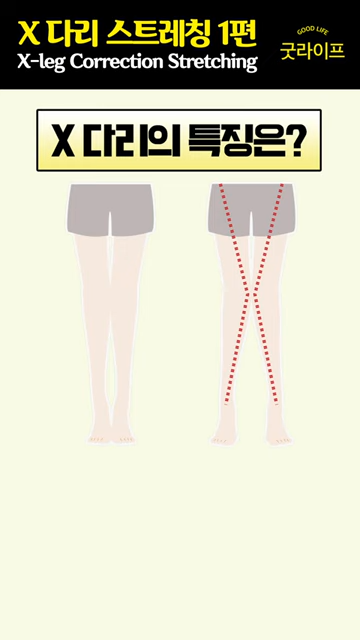 X 다리 스트레칭 1편
X-leg Correction Stretching
GOOD LIFE
굿라이프
X 다리의 특징은?